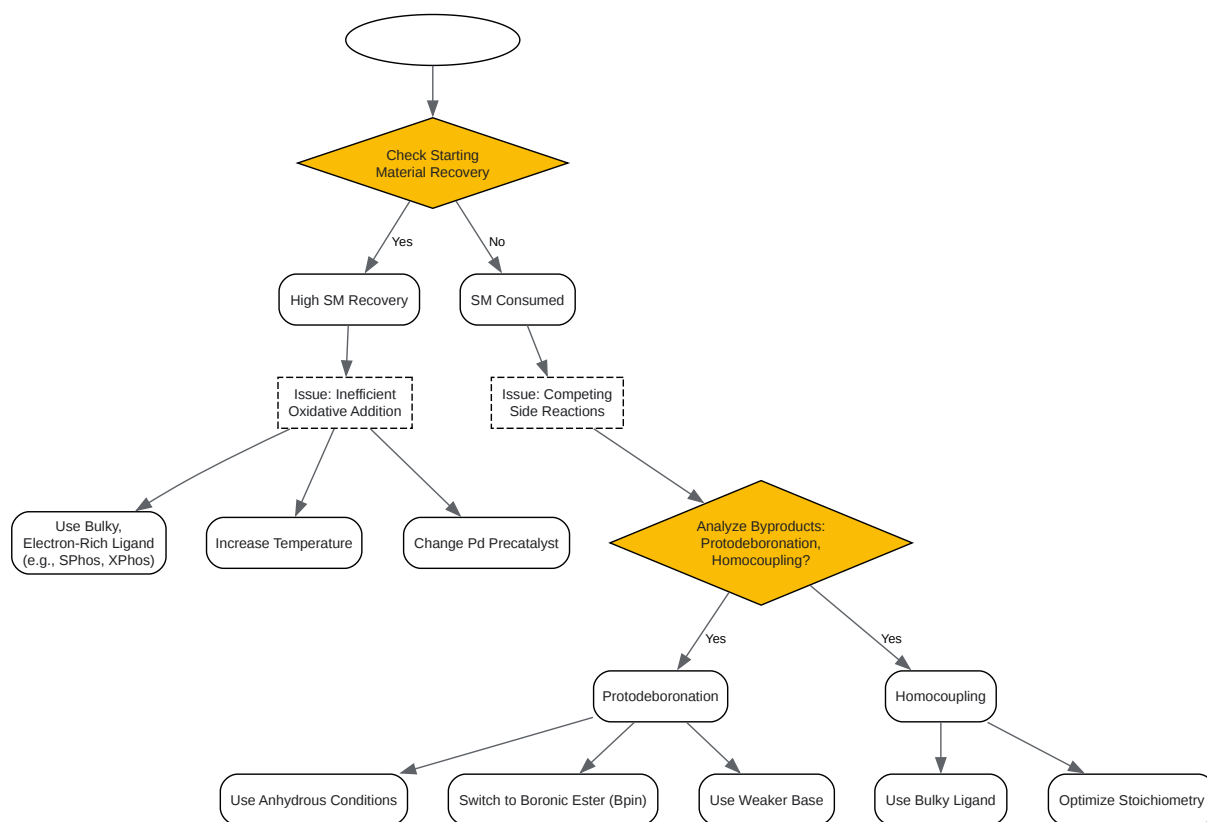 Check Starting
Material Recovery
Yes
No
High SM Recovery
SM Consumed
Issue: Inefficient
Oxidative Addition
Issue: Competing
Side Reactions
Use Bulky,
Electron-Rich Ligand
(e.g., SPhos, XPhos)
Increase Temperature
Change Pd Precatalyst
Analyze Byproducts:
Protodeboronation,
Homocoupling?
Yes
Yes
Protodeboronation
Homocoupling
Use Anhydrous Conditions
Switch to Boronic Ester (Bpin)
Use Weaker Base
Use Bulky Ligand
Optimize Stoichiometry